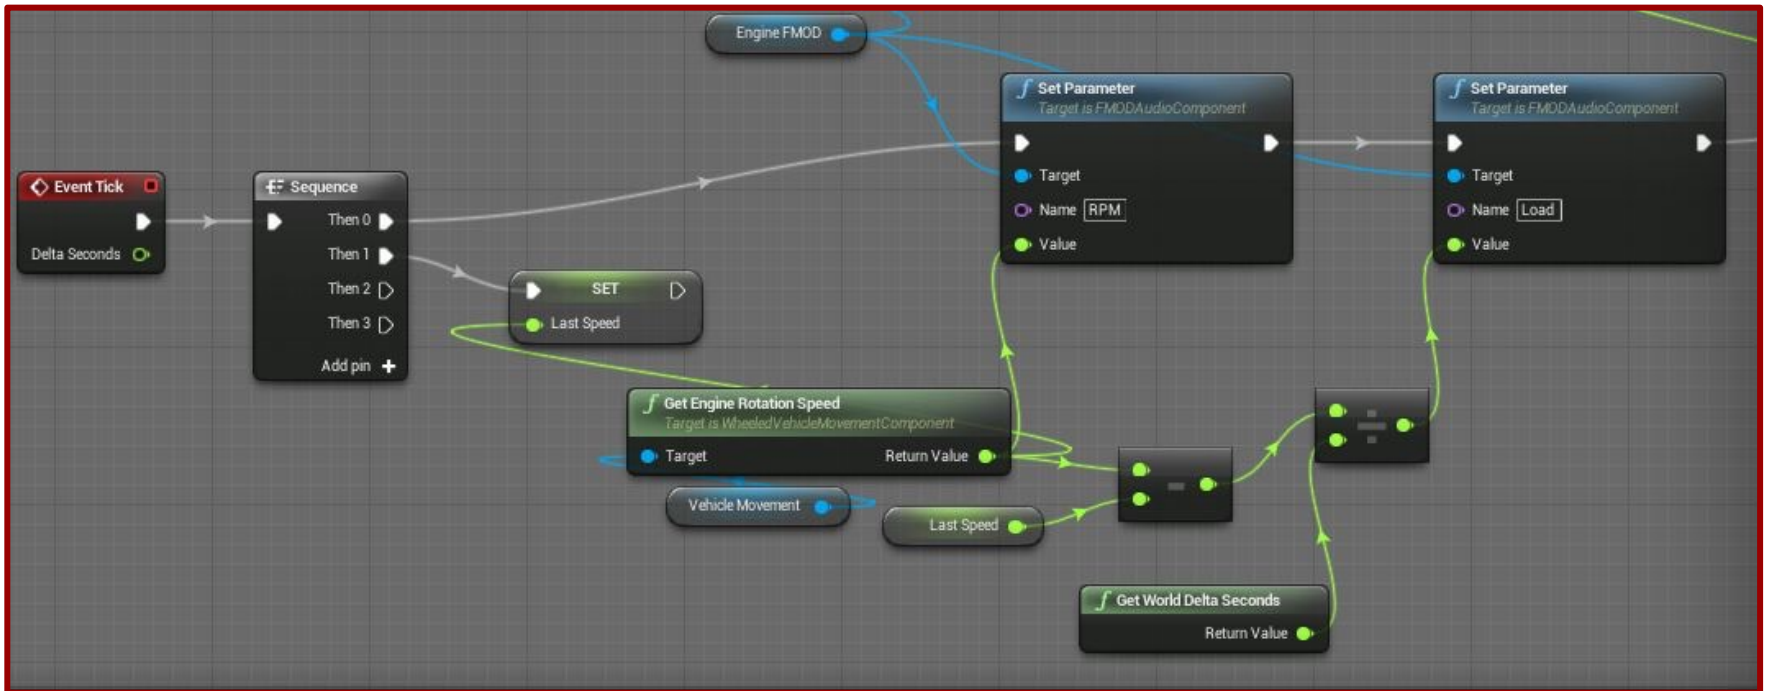 Engine FMOD
Set Parameter
Target is FMODAudioComponent
Target
Name RPM
Value
Set Parameter
Target is FMODAudioComponent
Target
Name Load
Value
Event Tick
Delta Seconds
Sequence
Then 0
Then 1
Then 2
Then 3
Add pin +
SET
Last Speed
Get Engine Rotation Speed
Target is WheeledVehicleMovementComponent
Target Return Value
Vehicle Movement
Last Speed
Get World Delta Seconds
Return Value